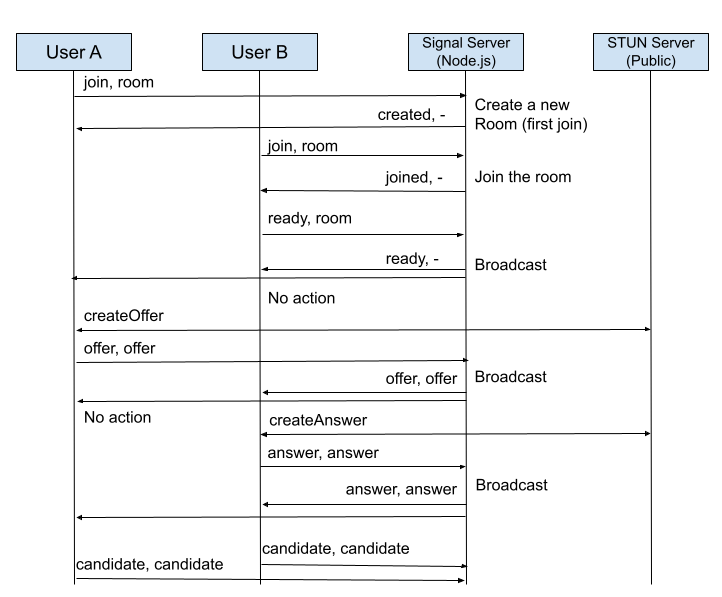 User A
User B
Signal Server
(Node.js)
STUN Server
(Public)
join, room
created, -
Create a new
Room (first join)
join, room
joined, -
Join the room
ready, room
ready, -
Broadcast
No action
createOffer
offer, offer
offer, offer
Broadcast
No action
createAnswer
answer, answer
answer, answer
Broadcast
candidate, candidate
candidate, candidate